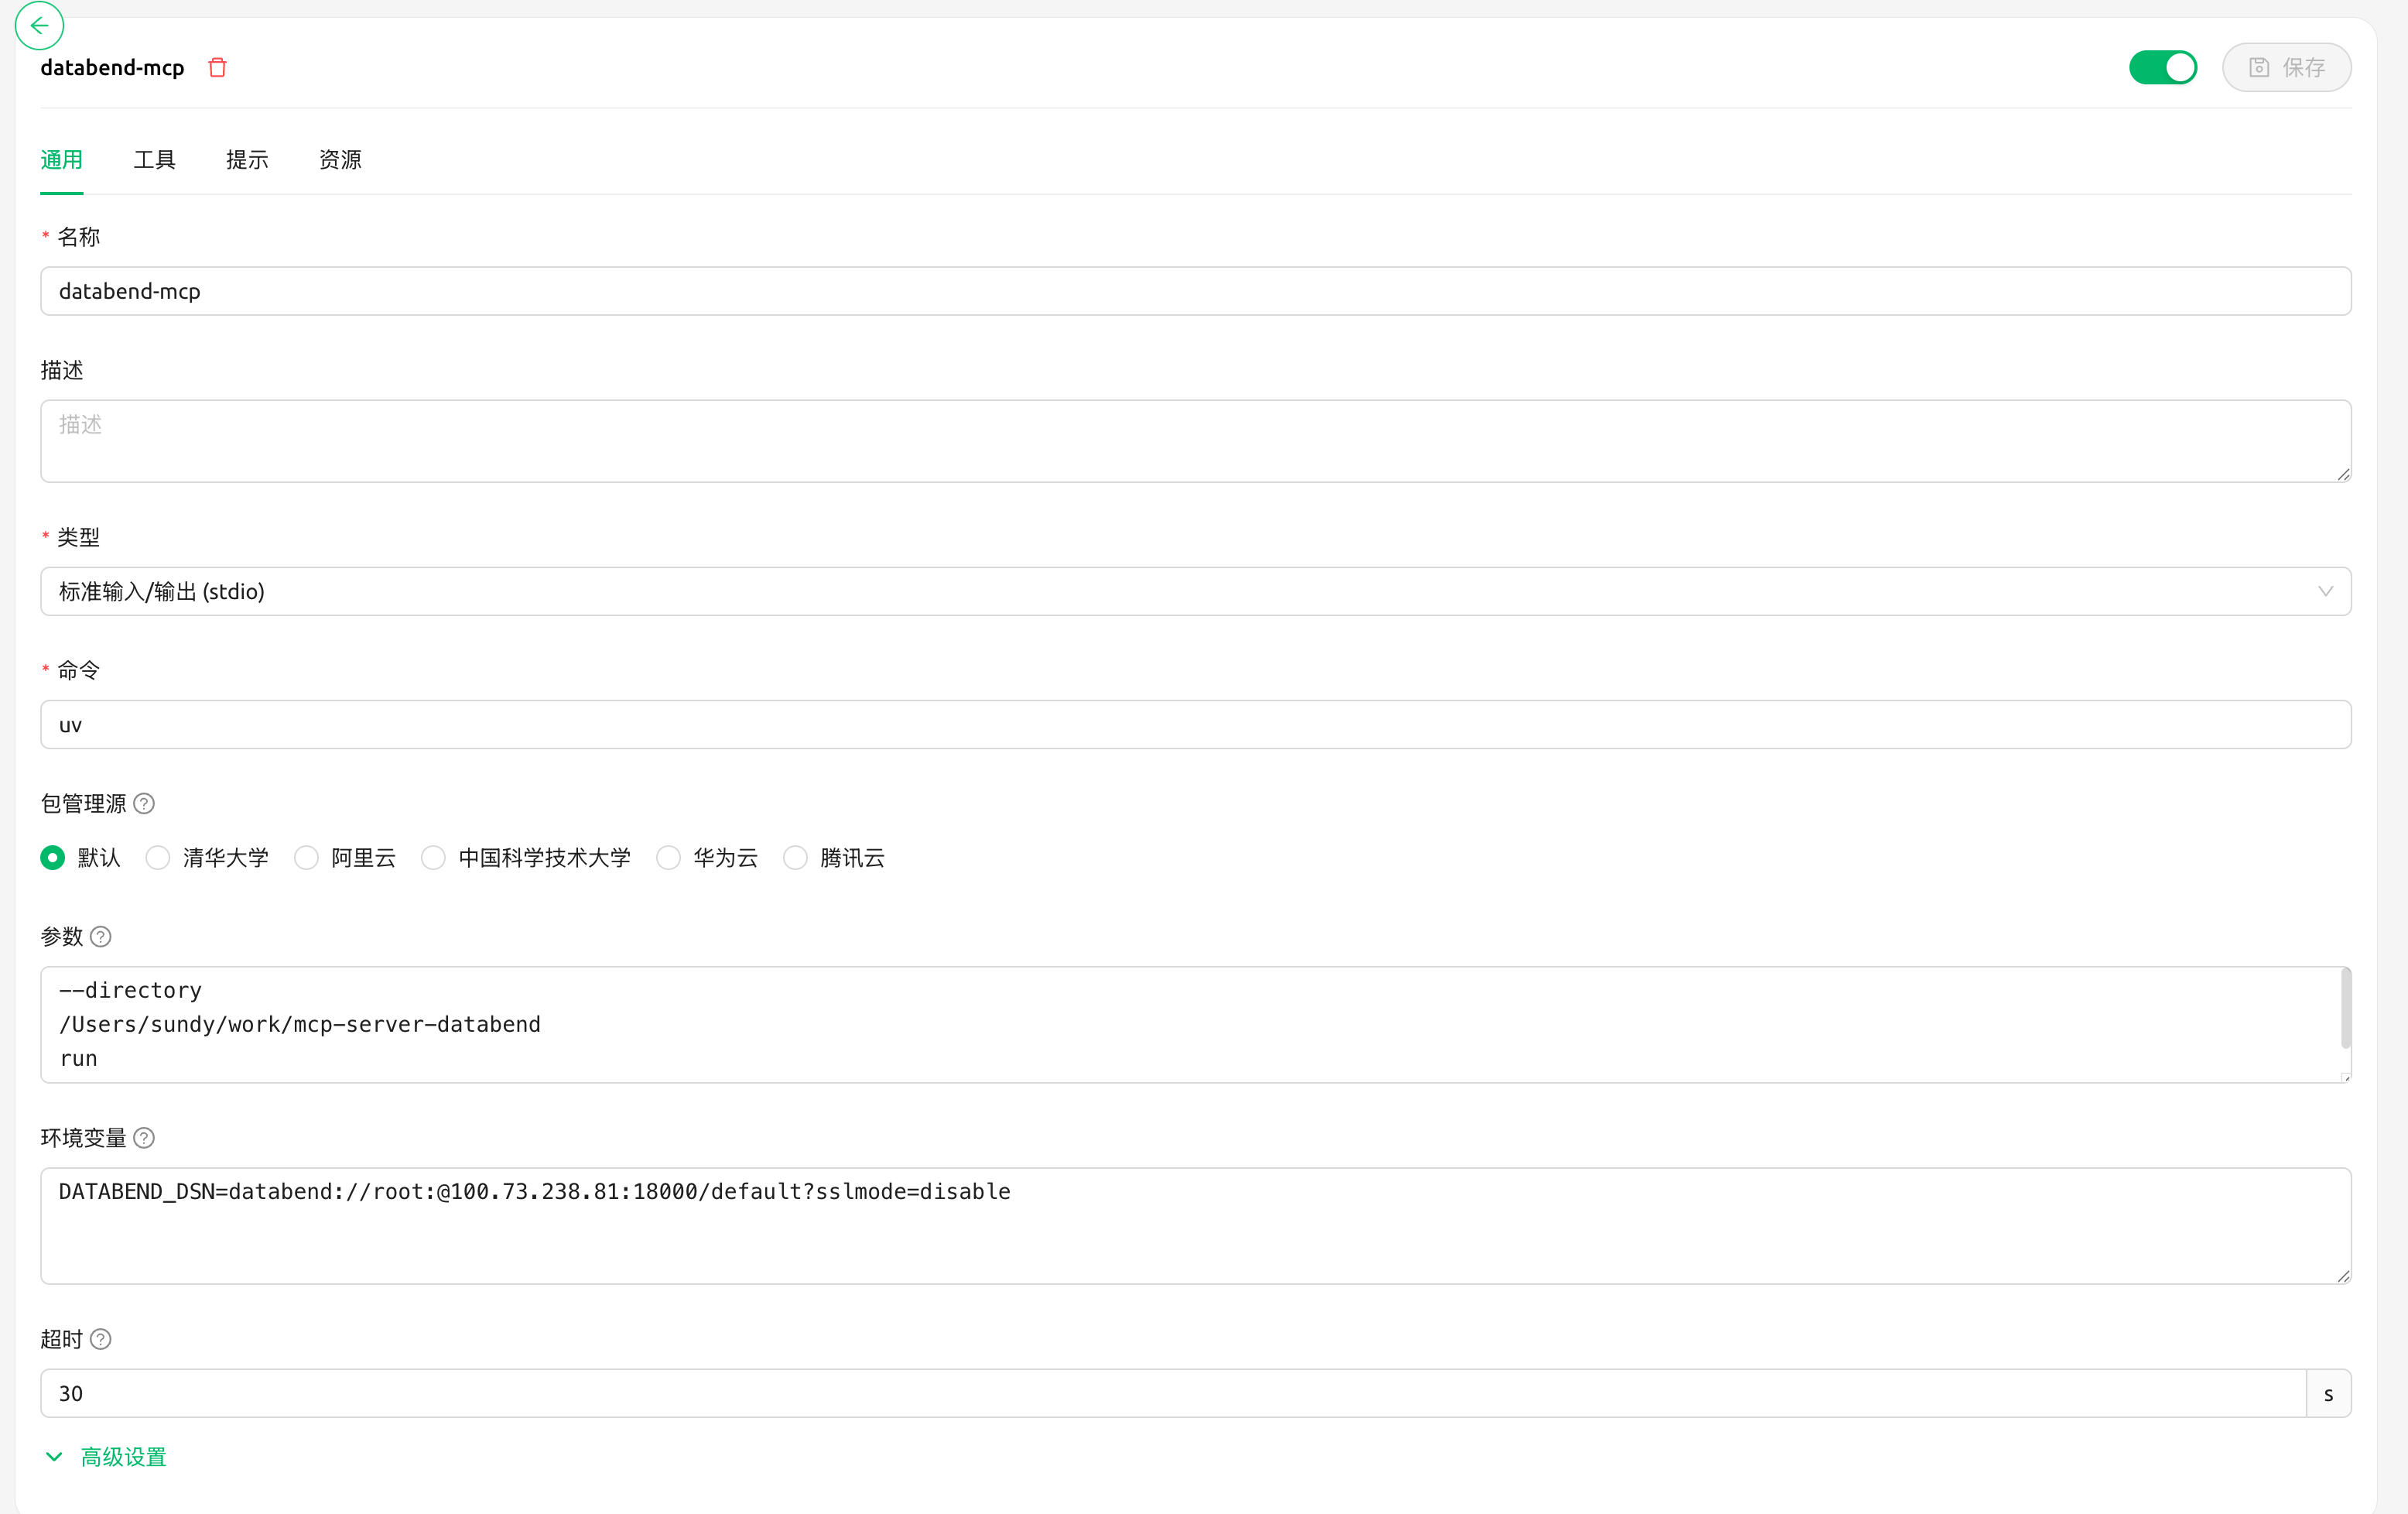 databend-mcp
保存
通用 工具 提示 资源
* 名称
databend-mcp
描述
描述
* 类型
标准输入/输出 (stdio)
* 命令
uv
包管理源
默认 清华大学 阿里云 中国科学技术大学 华为云 腾讯云
参数
--directory
/Users/sundy/work/mcp-server-databend
run
环境变量
DATABEND_DSN=databend://root:@100.73.238.81:18000/default?sslmode=disable
超时
30 s
高级设置